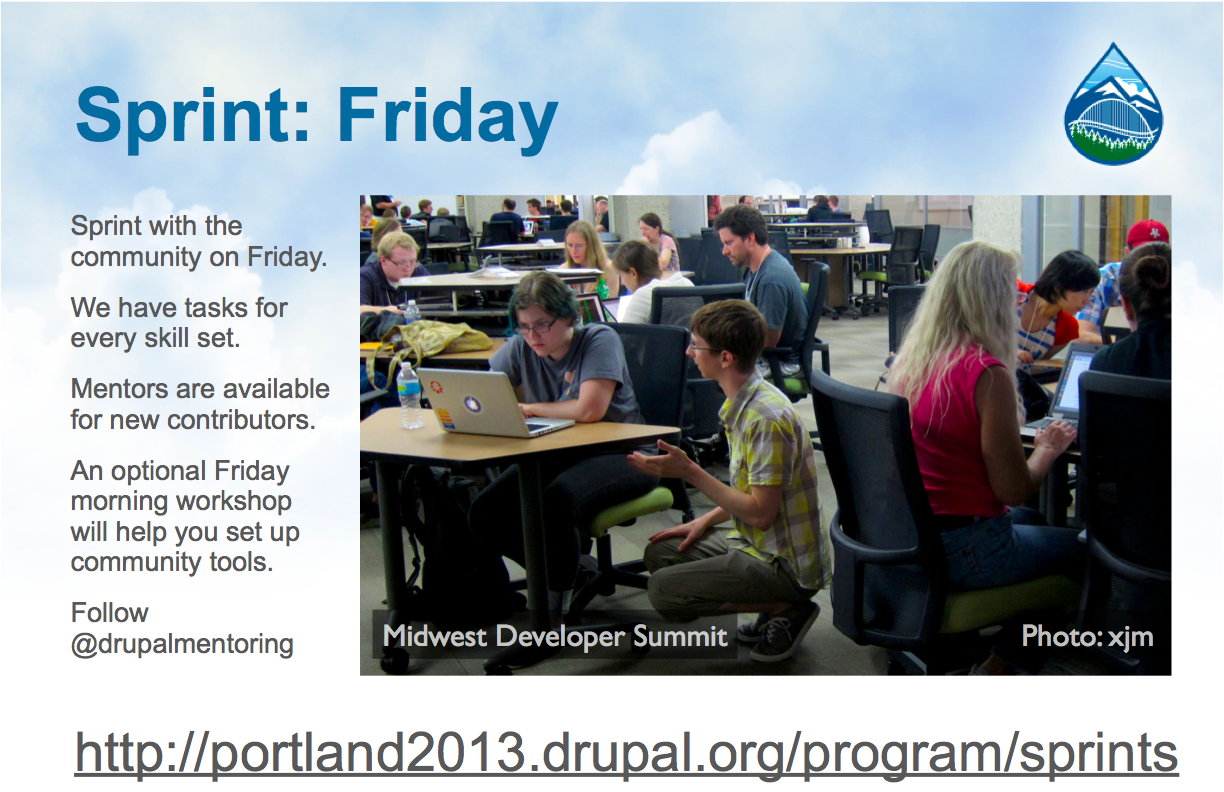 Sprint: Friday
Sprint with the
community on Friday.
We have tasks for
every skill set.
Mentors are available
for new contributors.
An optional Friday
morning workshop
will help you set up
community tools.
Follow
@drupalmentoring
Midwest Developer Summit
Photo: xjm
http://portland2013.drupal.org/program/sprints